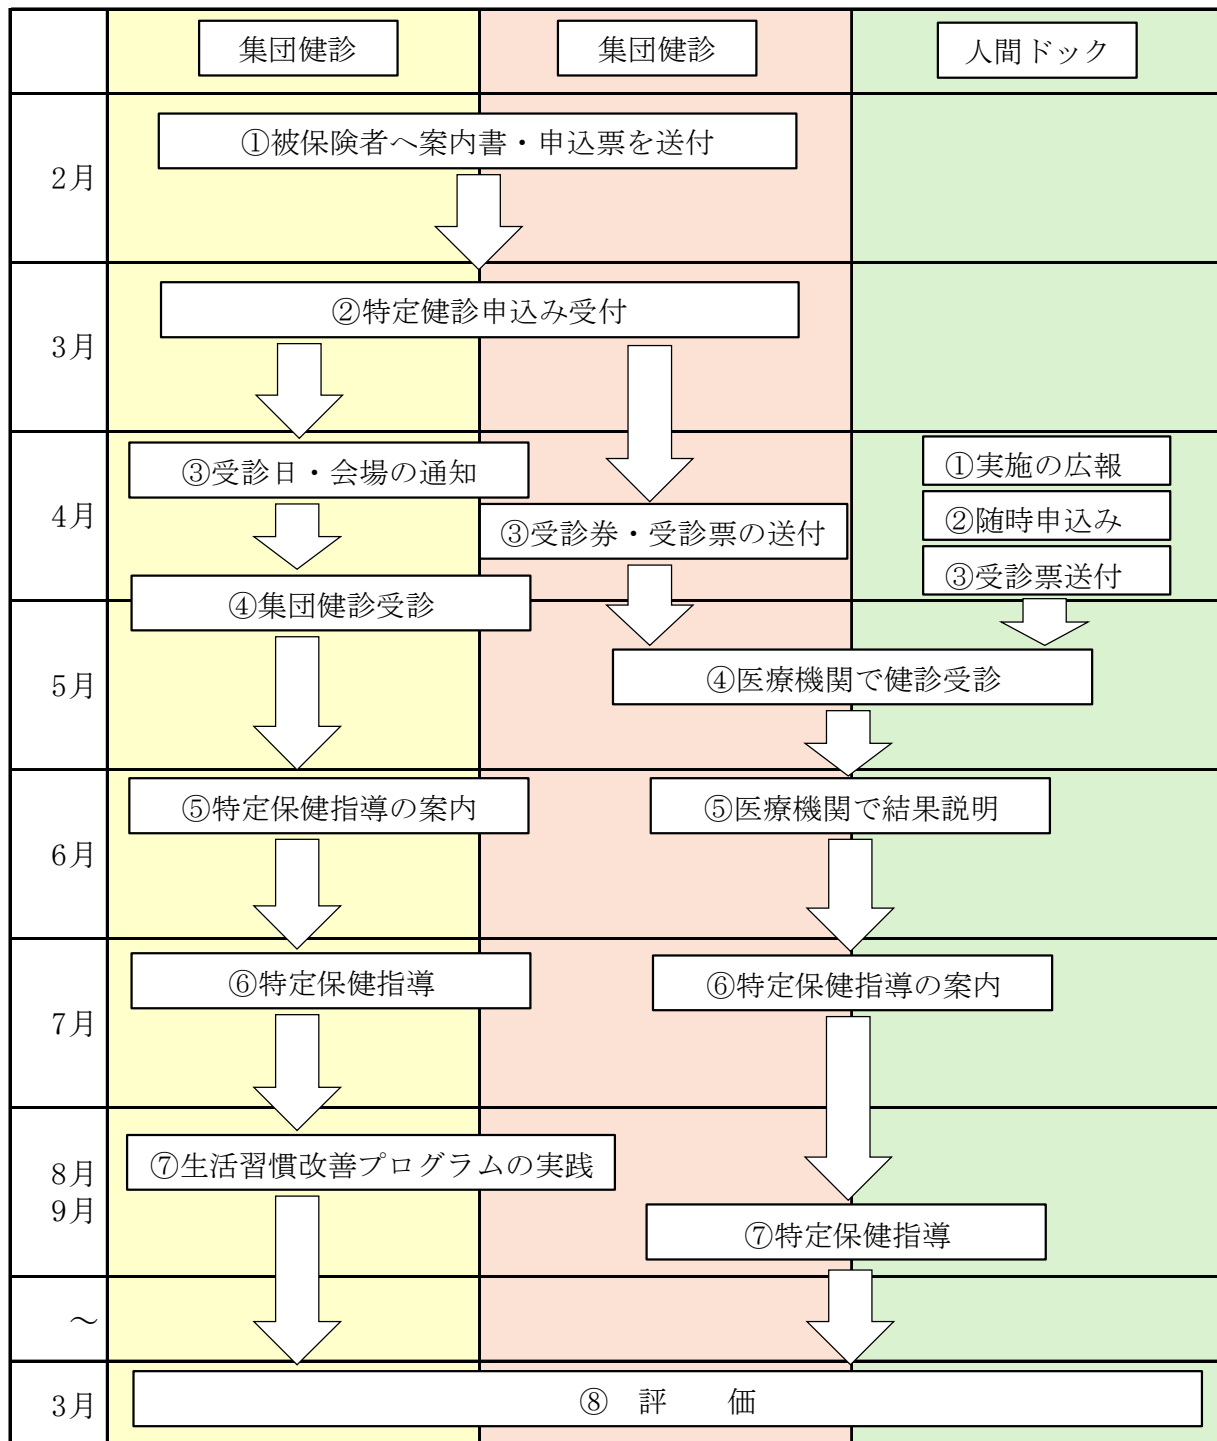 集団健診
集団健診
人間ドック
2月
①被保険者へ案内書・申込票を送付
3月
②特定健診申込み受付
4月
③受診日・会場の通知
③受診券・受診票の送付
①実施の広報
②随時申込み
③受診票送付
④集団健診受診
5月
④医療機関で健診受診
6月
⑤特定保健指導の案内
⑤医療機関で結果説明
7月
⑥特定保健指導
⑥特定保健指導の案内
8月
9月
⑦生活習慣改善プログラムの実践
⑦特定保健指導
～
3月
⑧　評　　価